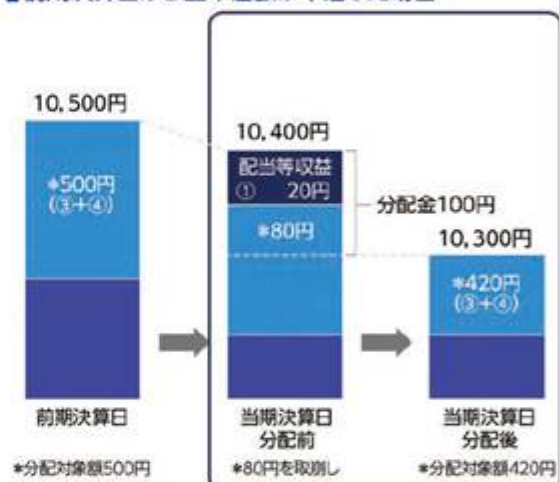 10,500円
*500円
(③+④)
前期決算日
*分配対象額500円
10,400円
配当等収益
① 20円
*80円
分配金100円
当期決算日
分配前
*80円を取崩し
10,300円
*420円
(③+④)
当期決算日
分配後
*分配対象額420円